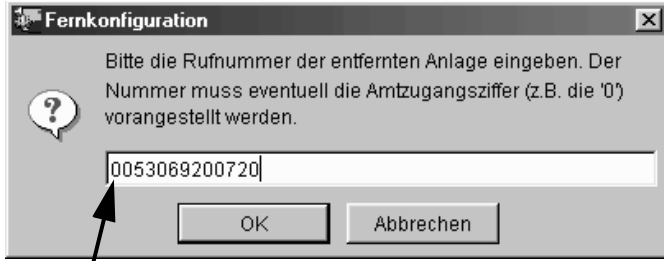 Fernkonfiguration
Bitte die Rufnummer der entfernten Anlage eingeben. Der
Nummer muss eventuell die Amtzugangsziffer (z.B. die '0')
vorangestellt werden.
0053069200720
OK Abbrechen